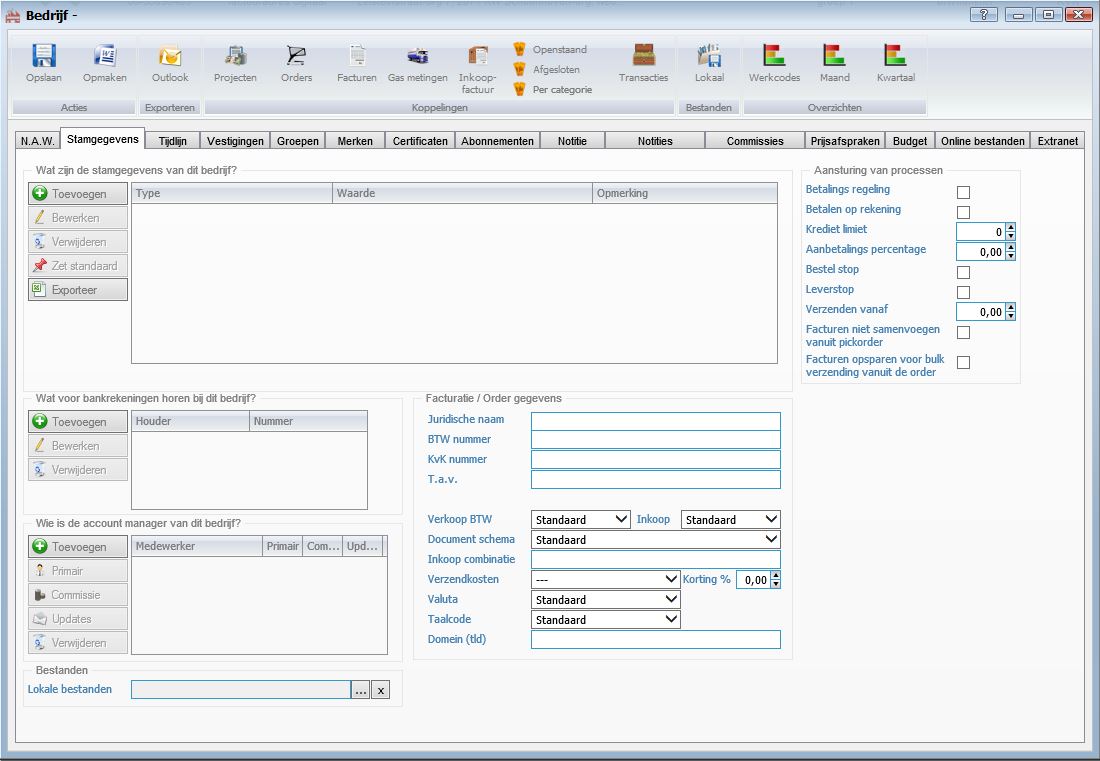 Bedrijf -
Opslaan
Opmaken
Outlook
Projecten
Orders
Facturen
Gas metingen
Inkoop-
factuur
Openstaand
Afgesloten
Per categorie
Transacties
Lokaal
Werkcodes
Maand
Kwartaal
Acties
Exporteren
Koppelingen
Bestanden
Overzichten
N.A.W. Stamgegevens Tijdlijn Vestigingen Groepen Merken Certificaten Abonnementen Notitie Notities Commissies Prijsafspraken Budget Online bestanden Extranet
Wat zijn de stamgegevens van dit bedrijf?
Toevoegen
Bewerken
Verwijderen
Zet standaard
Exporteer
Type Waarde Opmerking
Aansturing van processen
Betalings regeling
Betalen op rekening
Krediet limiet 0
Aanbetalings percentage 0,00
Bestel stop
Leverstop
Verzenden vanaf 0,00
Facturen niet samenvoegen
vanuit pickorder
Facturen opsparen voor bulk
verzending vanuit de order
Wat voor bankrekeningen horen bij dit bedrijf?
Toevoegen
Bewerken
Verwijderen
Houder Nummer
Wie is de account manager van dit bedrijf?
Toevoegen
Primair
Commissie
Updates
Verwijderen
Medewerker Primair Com... Upd...
Bestanden
Lokale bestanden ... x
Facturatie / Order gegevens
Juridische naam
BTW nummer
KvK nummer
T.a.v.
Verkoop BTW Standaard Inkoop Standaard
Document schema Standaard
Inkoop combinatie
Verzendkosten --- Korting % 0,00
Valuta Standaard
Taalcode Standaard
Domein (tld)